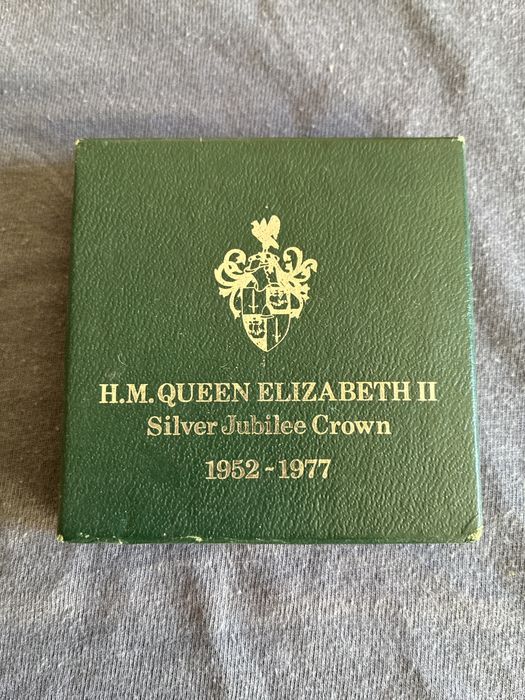 H.M. QUEEN ELIZABETH II
Silver Jubilee Crown
1952-1977